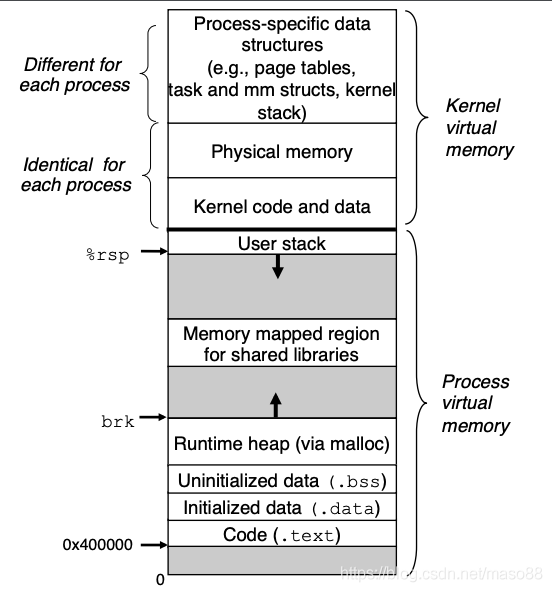 Process-specific data
structures
(e.g., page tables,
task and mm structs, kernel
stack)
Different for
each process
Kernel
virtual
memory
Physical memory
Identical for
each process
Kernel code and data
User stack
%rsp
Memory mapped region
for shared libraries
Process
virtual
memory
brk
Runtime heap (via malloc)
Uninitialized data (.bss)
Initialized data (.data)
Code (.text)
0x400000
0
https://blog.csdn.net/maso88